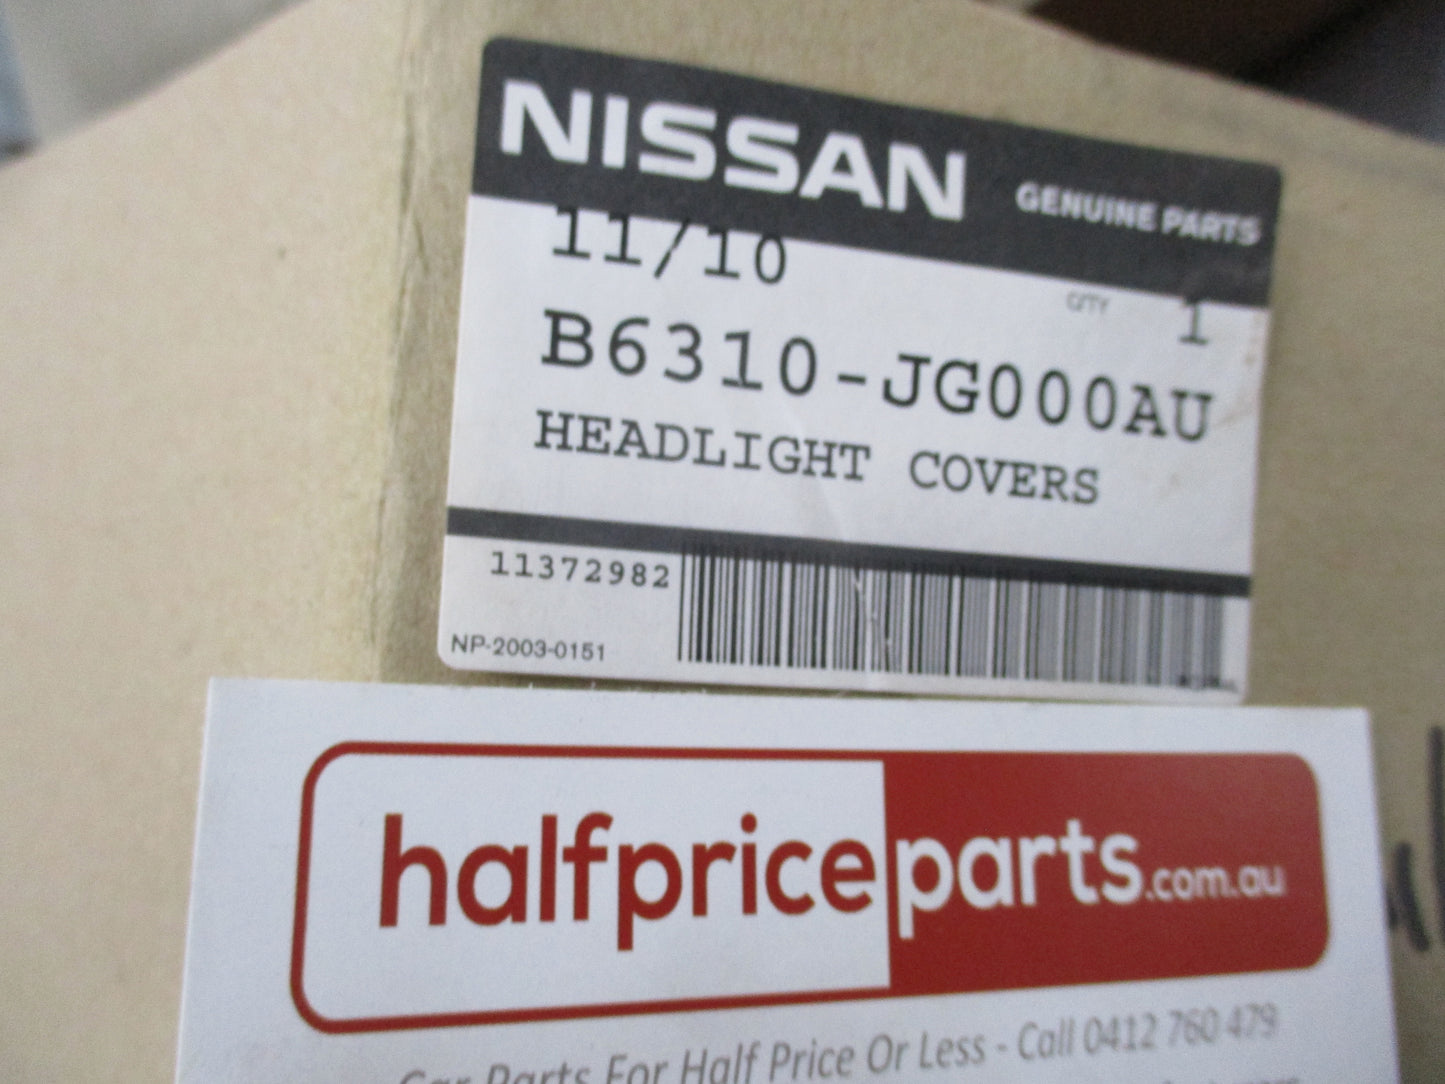 NISSAN GENUINE PARTS
11/10
QTY 1
B6310-JG000AU
HEADLIGHT COVERS
11372982
NP-2003-0151
halfpriceparts.com.au
Car Parts For Half Price Or Less - Call 0412 760 479